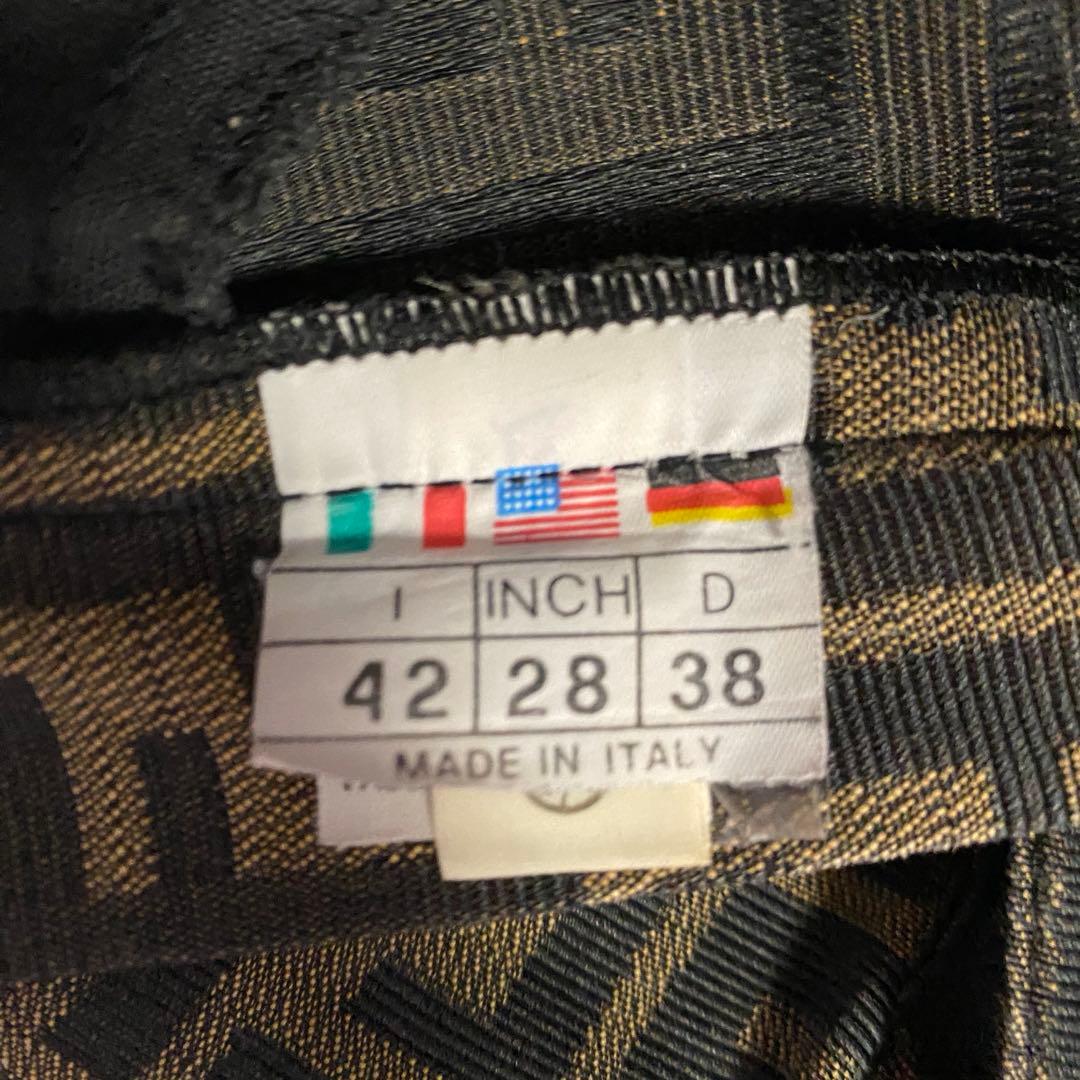 I INCH D
42 28 38
MADE IN ITALY